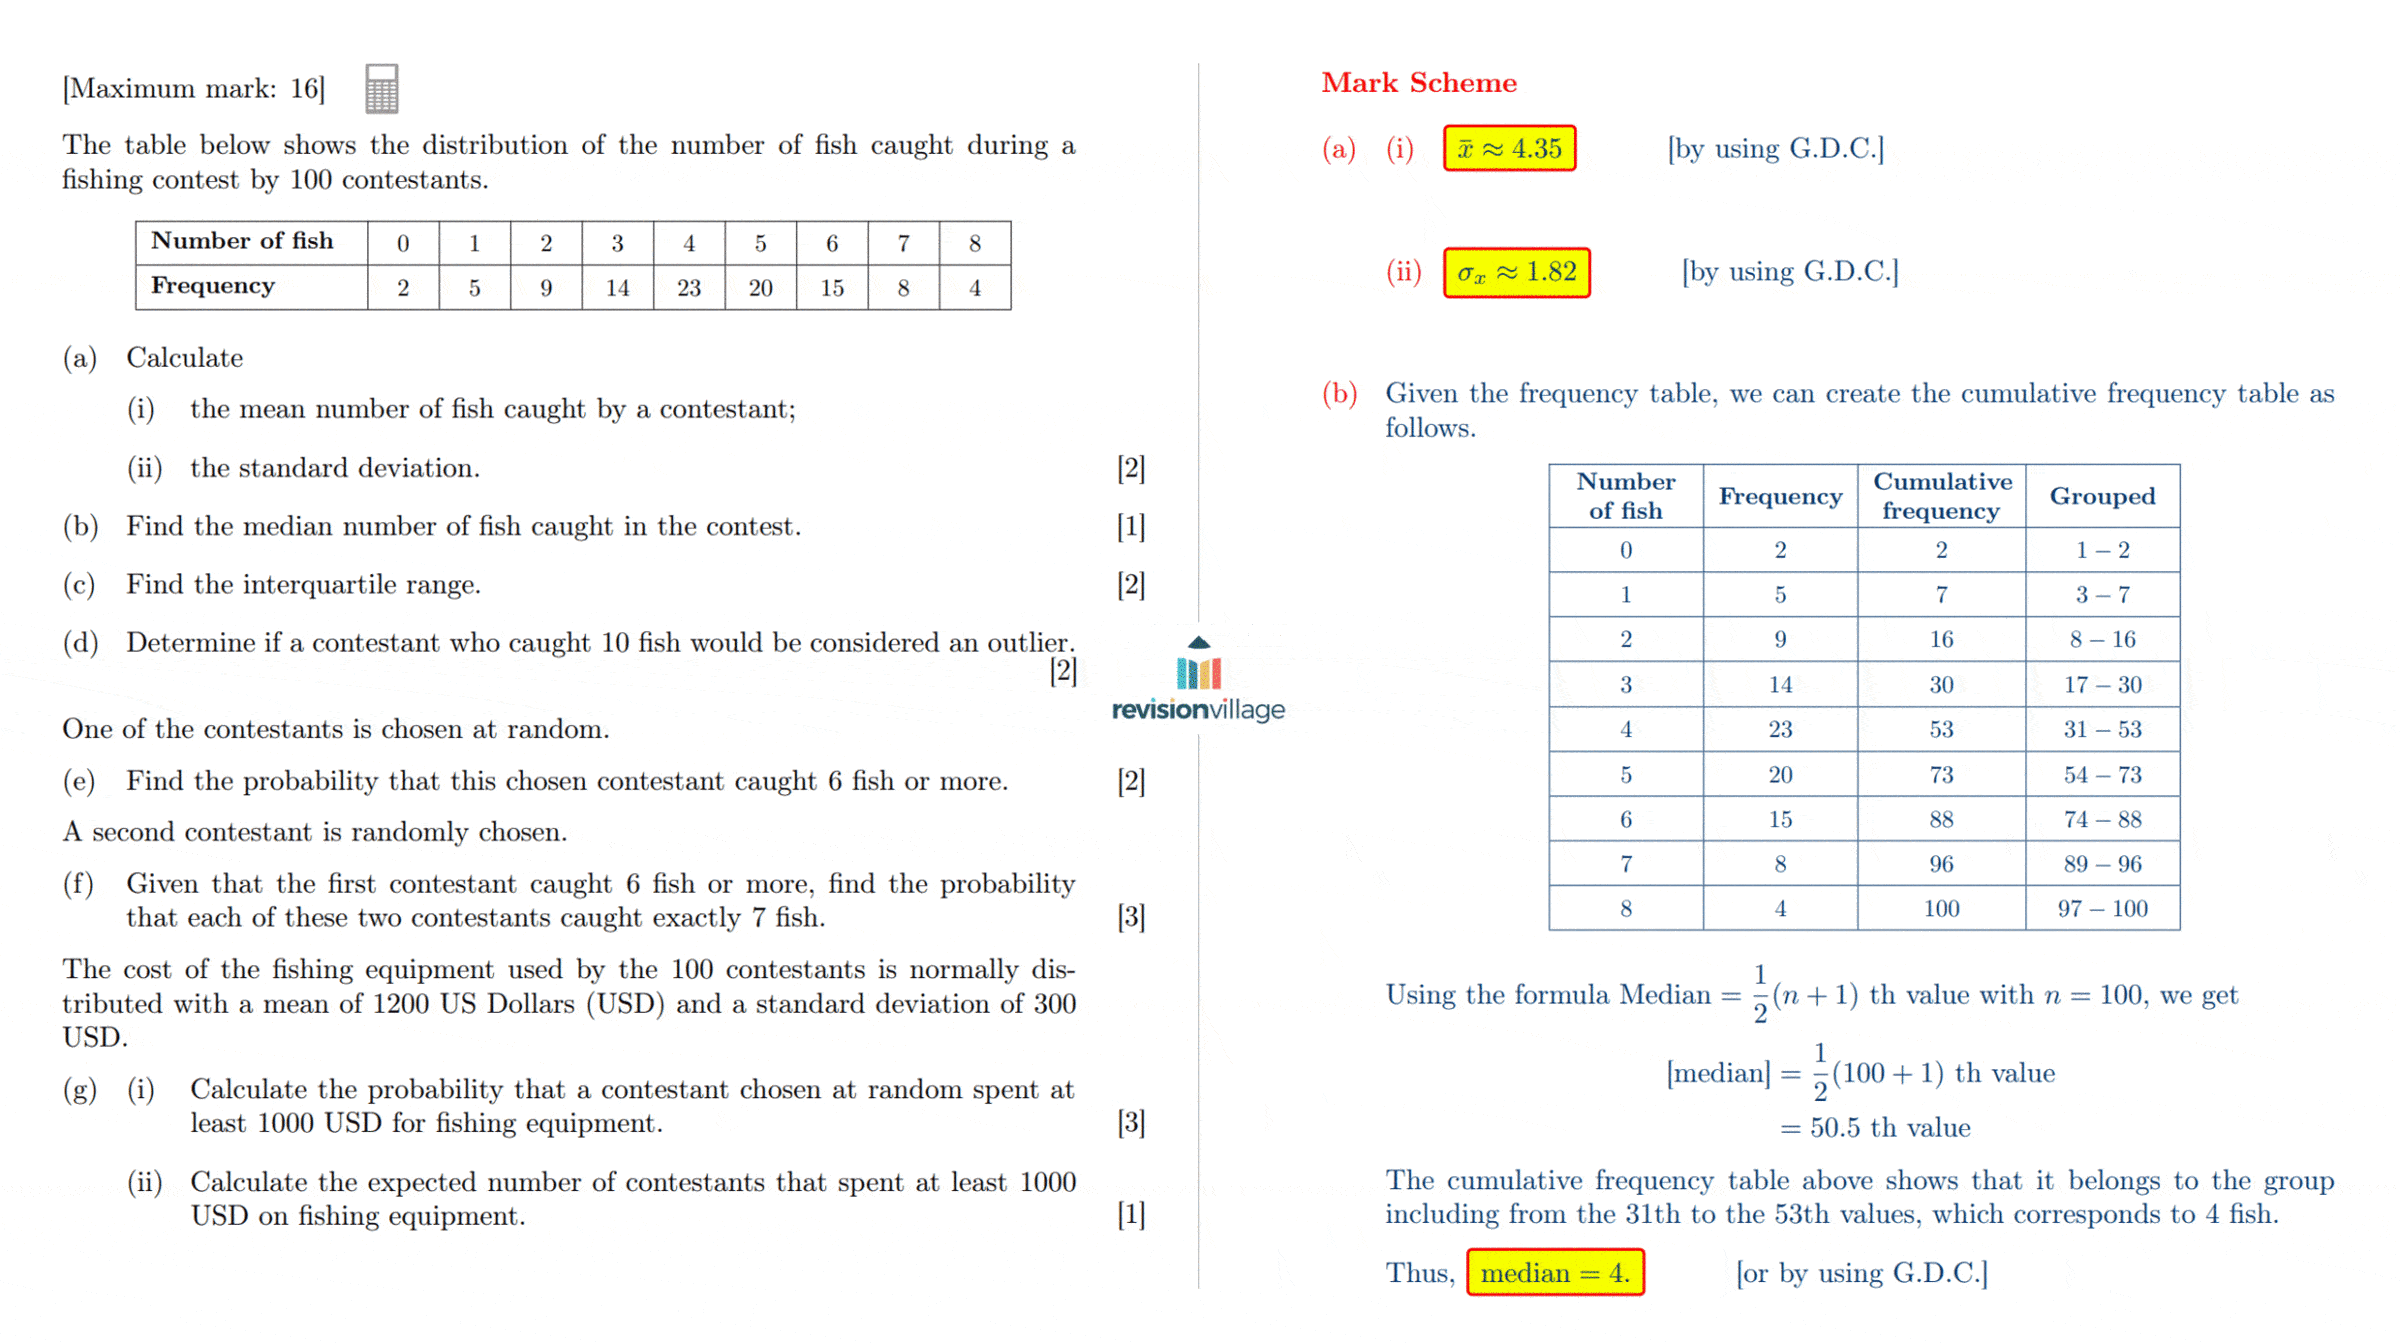 [Maximum mark: 16]
The table below shows the distribution of the number of fish caught during a
fishing contest by 100 contestants.
Number of fish 0 1 2 3 4 5 6 7 8
Frequency 2 5 9 14 23 20 15 8 4
(a) Calculate
(i) the mean number of fish caught by a contestant;
(ii) the standard deviation. [2]
(b) Find the median number of fish caught in the contest. [1]
(c) Find the interquartile range. [2]
(d) Determine if a contestant who caught 10 fish would be considered an outlier.
[2]
One of the contestants is chosen at random.
(e) Find the probability that this chosen contestant caught 6 fish or more. [2]
A second contestant is randomly chosen.
(f) Given that the first contestant caught 6 fish or more, find the probability
that each of these two contestants caught exactly 7 fish. [3]
The cost of the fishing equipment used by the 100 contestants is normally dis-
tributed with a mean of 1200 US Dollars (USD) and a standard deviation of 300
USD.
(g) (i) Calculate the probability that a contestant chosen at random spent at
least 1000 USD for fishing equipment. [3]
(ii) Calculate the expected number of contestants that spent at least 1000
USD on fishing equipment. [1]
revisionvillage
Mark Scheme
(a) (i) x̄ ≈ 4.35 [by using G.D.C.]
(ii) σₓ ≈ 1.82 [by using G.D.C.]
(b) Given the frequency table, we can create the cumulative frequency table as
follows.
Number of fish Frequency Cumulative frequency Grouped
0 2 2 1 – 2
1 5 7 3 – 7
2 9 16 8 – 16
3 14 30 17 – 30
4 23 53 31 – 53
5 20 73 54 – 73
6 15 88 74 – 88
7 8 96 89 – 96
8 4 100 97 – 100
Using the formula Median = 1/2(n + 1) th value with n = 100, we get
[median] = 1/2(100 + 1) th value
= 50.5 th value
The cumulative frequency table above shows that it belongs to the group
including from the 31th to the 53th values, which corresponds to 4 fish.
Thus, median = 4. [or by using G.D.C.]